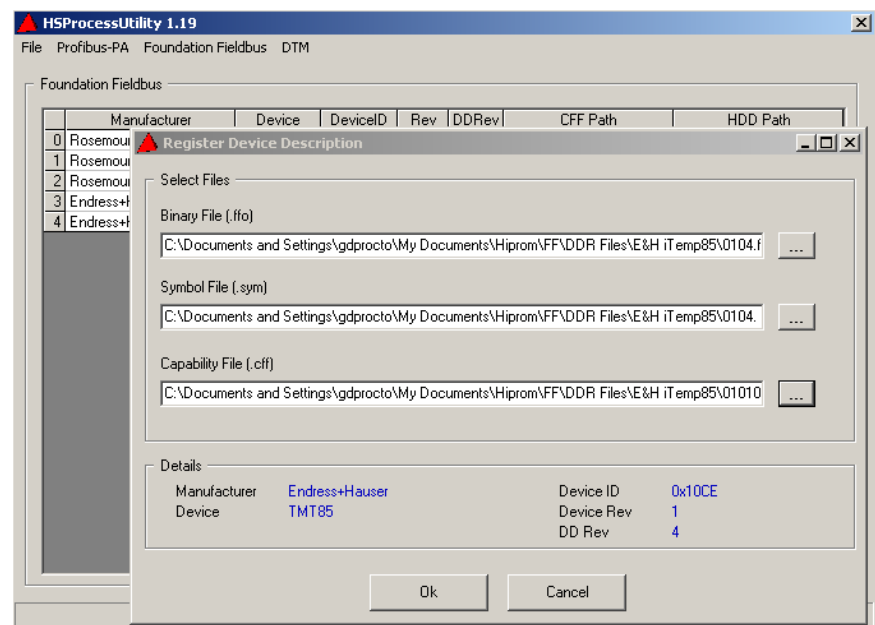 HSProcessUtility 1.19
File Profibus-PA Foundation Fieldbus DTM
Foundation Fieldbus
Manufacturer Device DeviceID Rev DDRev CFF Path HDD Path
0 Rosemou
1 Rosemou
2 Rosemou
3 Endress+H
4 Endress+H
Register Device Description
Select Files
Binary File (.ffo)
C:\Documents and Settings\gdprocto\My Documents\Hiprom\FF\DDR Files\E&H iTemp85\0104.f
...
Symbol File (.sym)
C:\Documents and Settings\gdprocto\My Documents\Hiprom\FF\DDR Files\E&H iTemp85\0104.
...
Capability File (.cff)
C:\Documents and Settings\gdprocto\My Documents\Hiprom\FF\DDR Files\E&H iTemp85\01010
...
Details
Manufacturer Endress+Hauser Device ID 0x10CE
Device TMT85 Device Rev 1
DD Rev 4
Ok Cancel